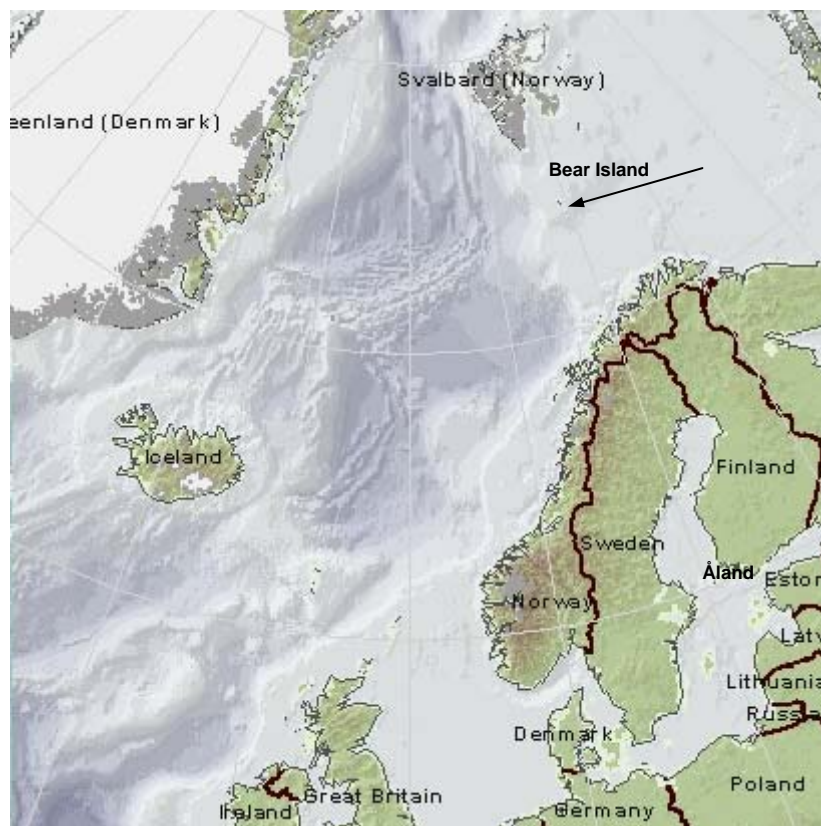 Svalbard (Norway)
eenland (Denmark)
Bear Island
Iceland
Finland
Sweden
Åland
Eston
Norway
Latv
Lithuania
Russia
Denmark
Poland
Great Britain
Ireland
Germany